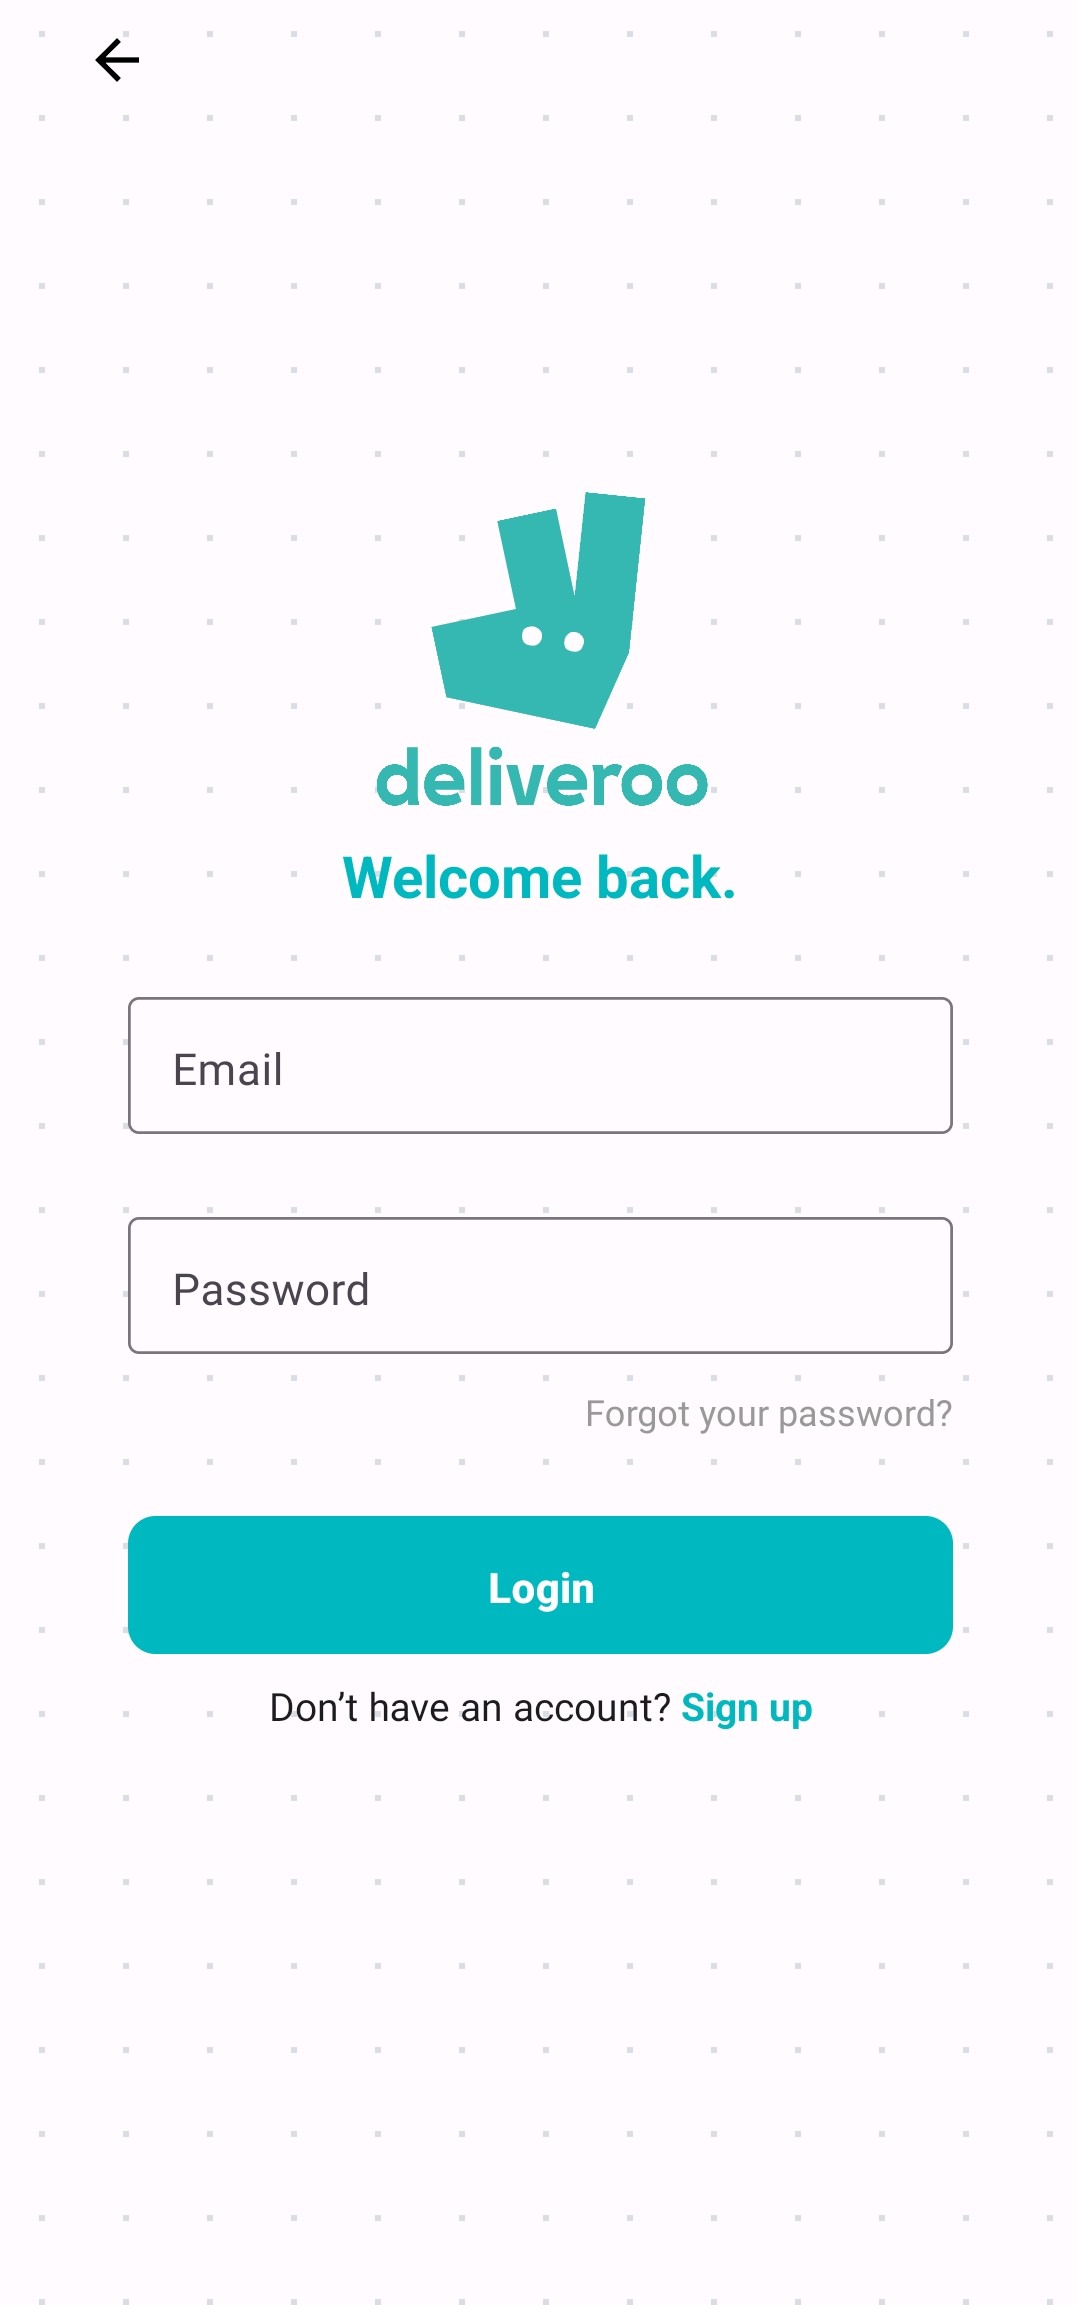 deliveroo
Welcome back.
Email
Password
Forgot your password?
Login
Don’t have an account? Sign up